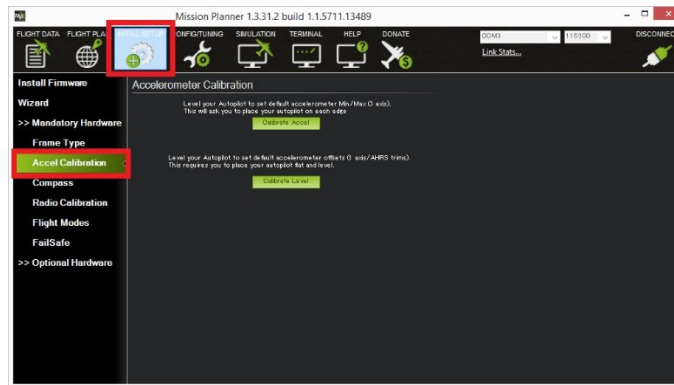 Mission Planner 1.3.31.2 build 1.1.5711.13489
FLIGHT DATA FLIGHT PLA INITIAL SETUP ONFIG/TUNING SIMULATION TERMINAL HELP DONATE COM3 115200 DISCONNEC
Link Stats...
Install Firmware
Wizard
>> Mandatory Hardware
Frame Type
Accel Calibration
Compass
Radio Calibration
Flight Modes
FailSafe
>> Optional Hardware
Accelerometer Calibration
Level your Autopilot to set default accelerometer Min/Max (3 axis).
This will ask you to place your autopilot on each edge
Calibrate Accel
Level your Autopilot to set default accelerometer offsets (1 axis/AHRS trims).
This requires you to place your autopilot flat and level.
Calibrate Level